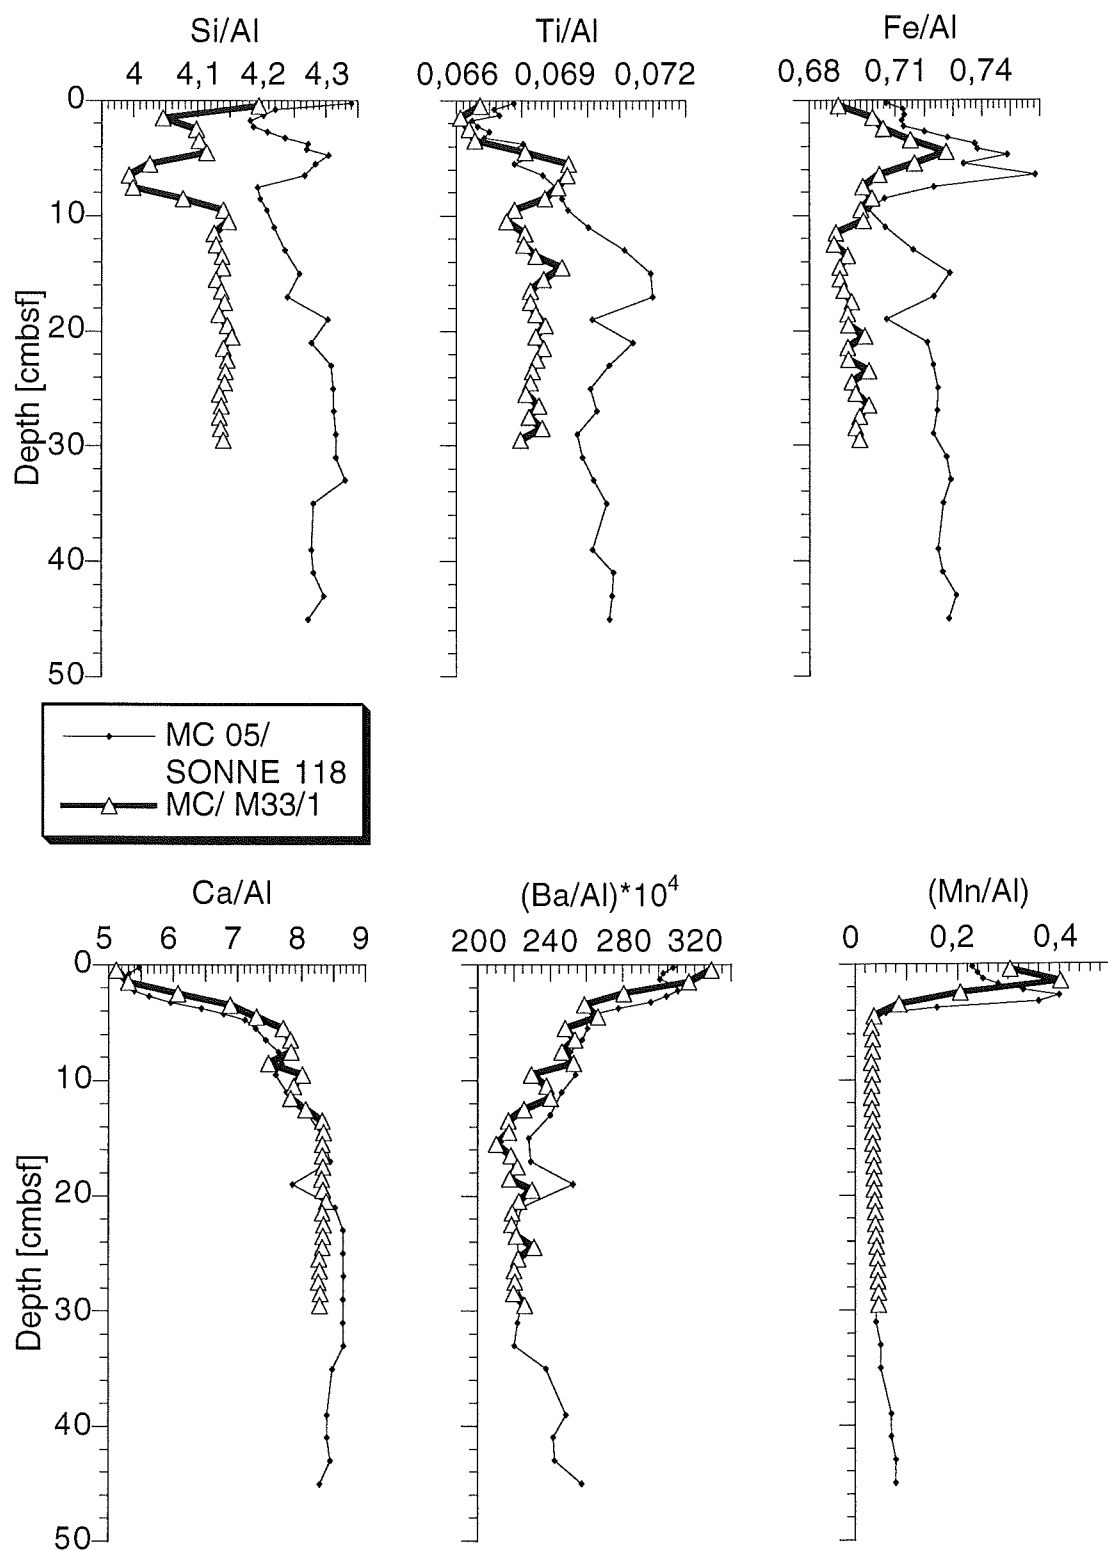 Si/Al Ti/Al Fe/Al
4 4,1 4,2 4,3 0,066 0,069 0,072 0,68 0,71 0,74
0
10
20
30
40
50
Depth [cmbsf]
MC 05/
SONNE 118
MC/ M33/1
Ca/Al (Ba/Al)*10⁴ (Mn/Al)
5 6 7 8 9 200 240 280 320 0 0,2 0,4
0
10
20
30
40
50
Depth [cmbsf]